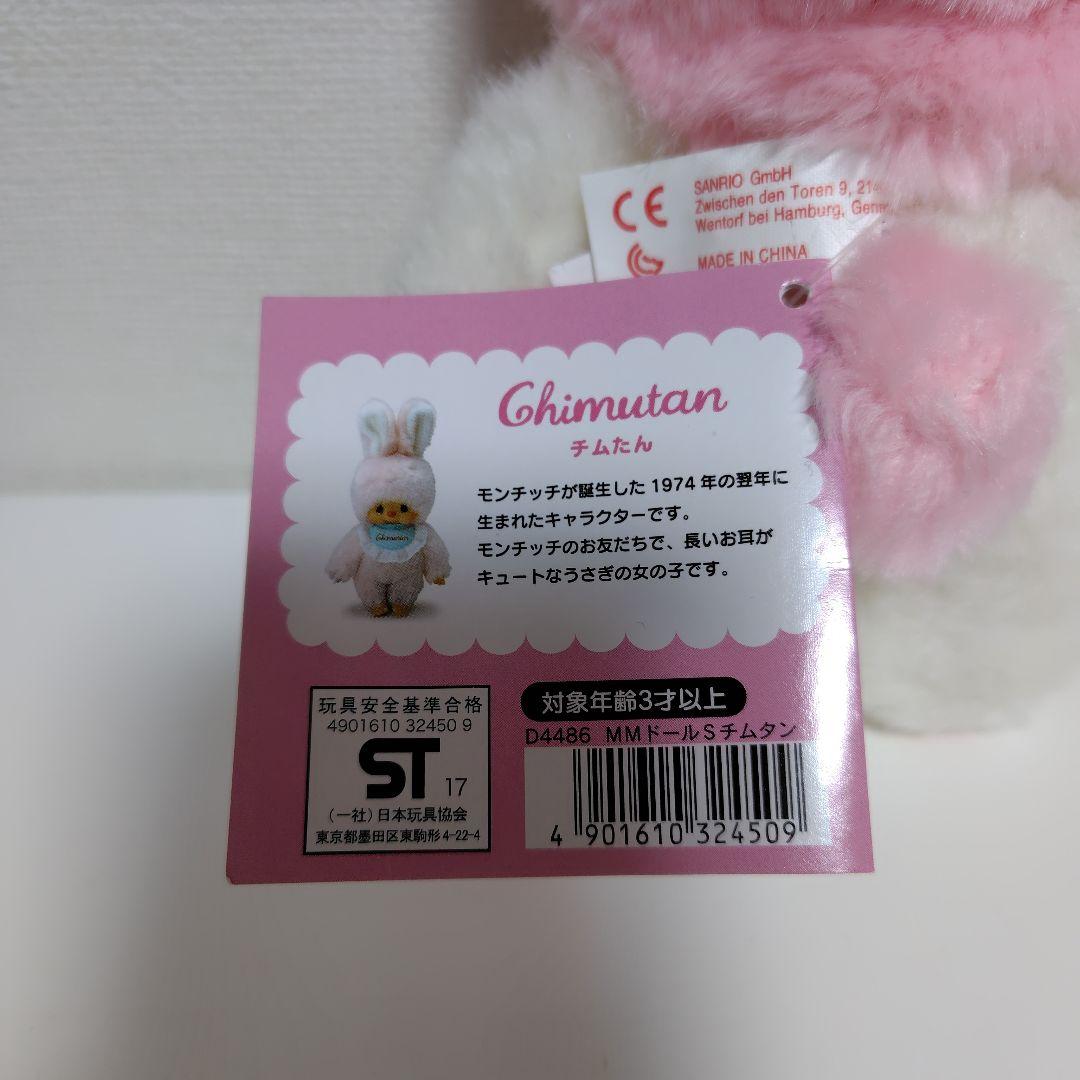 CE
SANRIO GmbH
Zwischen den Toren 9, 214
Wentorf bei Hamburg,
MADE IN CHINA
Chimutan
チムたん
Chimutan
モンチッチが誕生した1974年の翌年に
生まれたキャラクターです。
モンチッチのお友だちで、長いお耳が
キュートなうさぎの女の子です。
玩具安全基準合格
4901610 32450 9
ST 17
(一社)日本玩具協会
東京都墨田区東駒形4-22-4
対象年齢3才以上
D4486 MMドールSチムタン
4 901610 324509